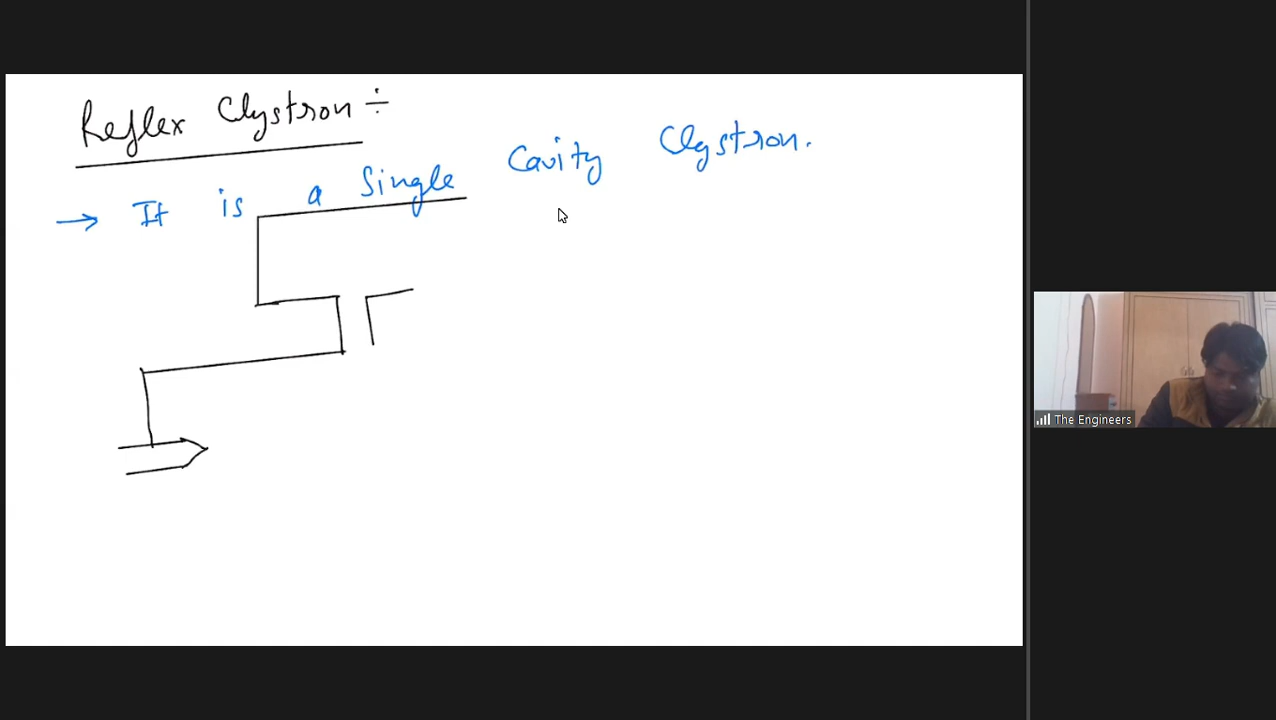 Reflex Clystron ÷
→ It is a Single Cavity Clystron.
The Engineers